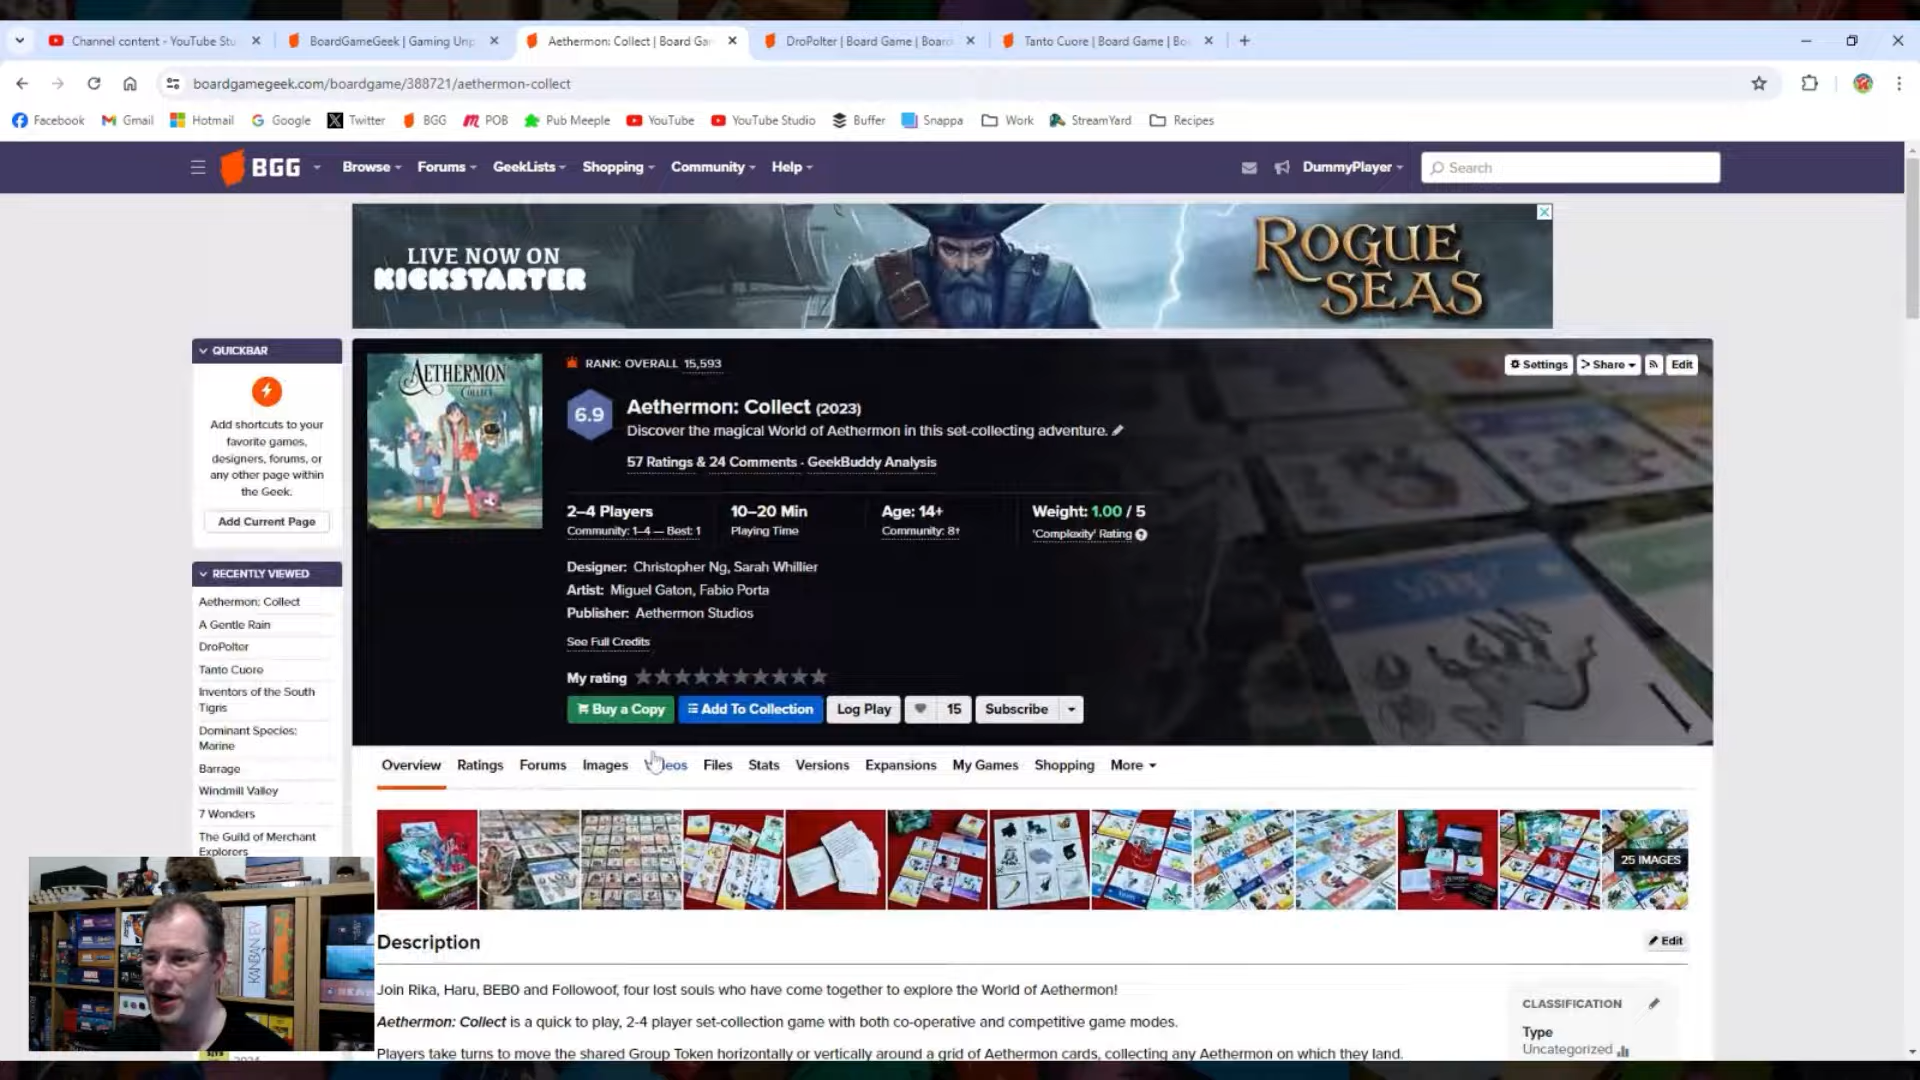 Channel content - YouTube Stu
BoardGameGeek | Gaming Unp
Aethermon: Collect | Board Gam
DroPolter | Board Game | Board
Tanto Cuore | Board Game | Bo
boardgamegeek.com/boardgame/388721/aethermon-collect
Facebook Gmail Hotmail Google Twitter BGG POB Pub Meeple YouTube YouTube Studio Buffer Snappa Work StreamYard Recipes
BGG Browse Forums GeekLists Shopping Community Help DummyPlayer Search
LIVE NOW ON
KICKSTARTER
ROGUE
SEAS
QUICKBAR
Add shortcuts to your
favorite games,
designers, forums, or
any other page within
the Geek.
Add Current Page
RECENTLY VIEWED
Aethermon: Collect
A Gentle Rain
DroPolter
Tanto Cuore
Inventors of the South
Tigris
Dominant Species:
Marine
Barrage
Windmill Valley
7 Wonders
The Guild of Merchant
Explorers
AETHERMON
COLLECT
RANK: OVERALL 15,593
Settings Share Edit
6.9
Aethermon: Collect (2023)
Discover the magical World of Aethermon in this set-collecting adventure.
57 Ratings & 24 Comments · GeekBuddy Analysis
2–4 Players 10–20 Min Age: 14+ Weight: 1.00 / 5
Community: 1–4 — Best: 1 Playing Time Community: 8+ 'Complexity' Rating
Designer: Christopher Ng, Sarah Whillier
Artist: Miguel Gaton, Fabio Porta
Publisher: Aethermon Studios
See Full Credits
My rating
Buy a Copy Add To Collection Log Play 15 Subscribe
Overview Ratings Forums Images Videos Files Stats Versions Expansions My Games Shopping More
25 IMAGES
Description
Edit
Join Rika, Haru, BEBO and Followoof, four lost souls who have come together to explore the World of Aethermon!
Aethermon: Collect is a quick to play, 2-4 player set-collection game with both co-operative and competitive game modes.
Players take turns to move the shared Group Token horizontally or vertically around a grid of Aethermon cards, collecting any Aethermon on which they land.
CLASSIFICATION
Type
Uncategorized
KANBAN EV